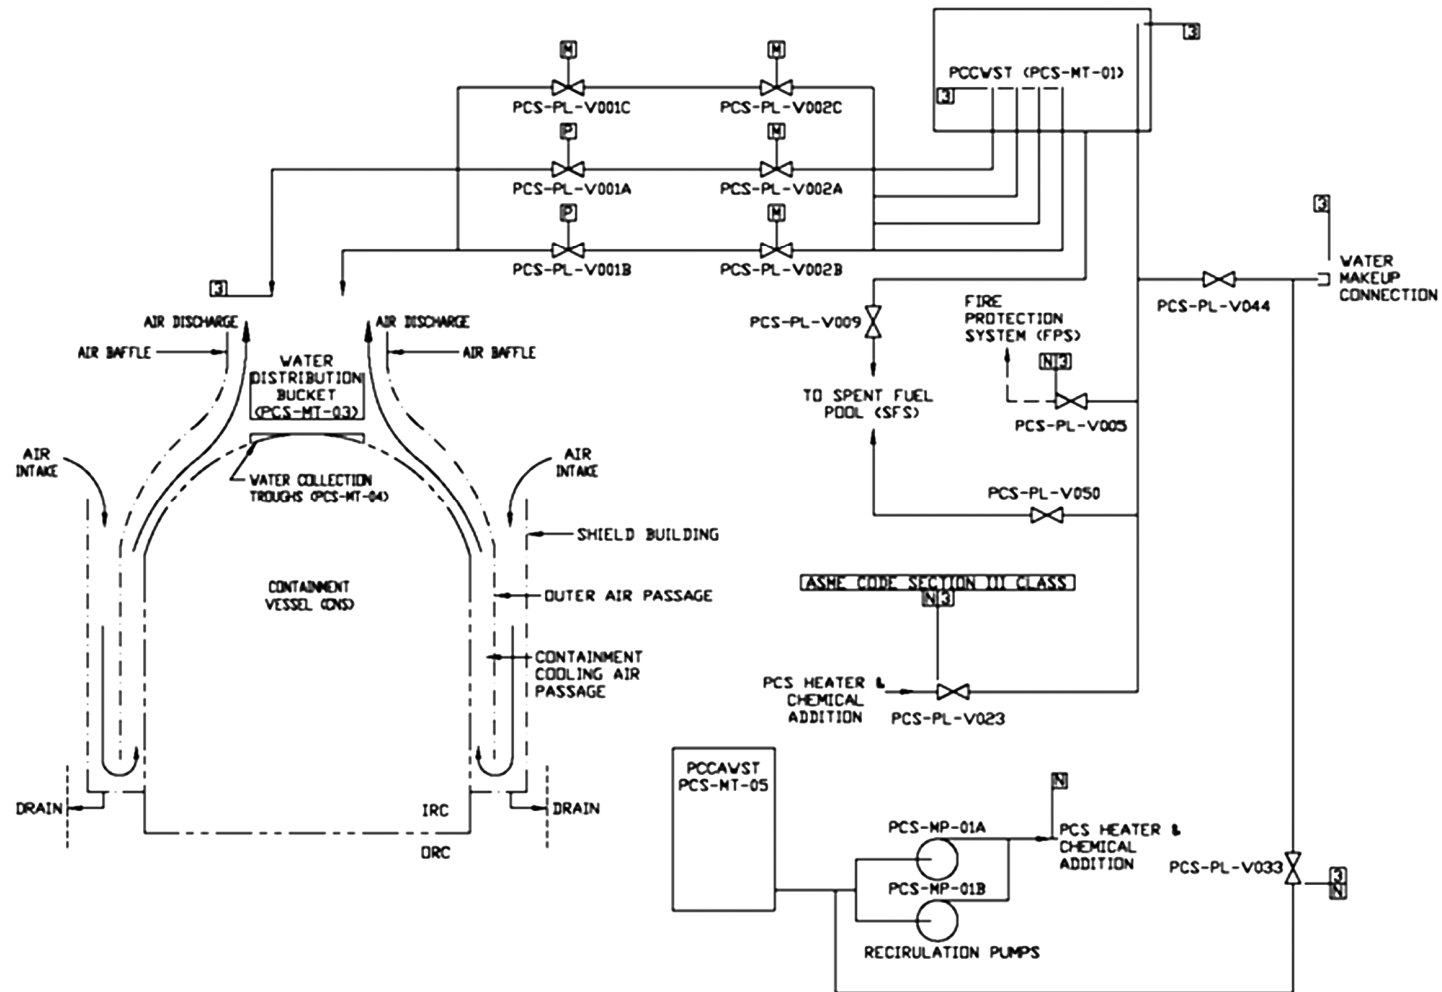 M
M
3
PCCWST (PCS-MT-01)
3
PCS-PL-V001C
PCS-PL-V002C
P
M
PCS-PL-V001A
PCS-PL-V002A
P
M
3
PCS-PL-V001B
PCS-PL-V002B
WATER
MAKEUP
CONNECTION
3
FIRE
PROTECTION
SYSTEM (FPS)
PCS-PL-V044
AIR DISCHARGE
AIR DISCHARGE
PCS-PL-V009
AIR BAFFLE
AIR BAFFLE
WATER
DISTRIBUTION
BUCKET
(PCS-MT-03)
N 3
TO SPENT FUEL
POOL (SFS)
PCS-PL-V005
AIR
INTAKE
AIR
INTAKE
WATER COLLECTION
TROUGHS (PCS-MT-04)
PCS-PL-V050
SHIELD BUILDING
CONTAINMENT
VESSEL (CNS)
OUTER AIR PASSAGE
ASME CODE SECTION III CLASS
N 3
CONTAINMENT
COOLING AIR
PASSAGE
PCS HEATER &
CHEMICAL
ADDITION
PCS-PL-V023
PCCAWST
PCS-MT-05
N
DRAIN
DRAIN
IRC
ORC
PCS-MP-01A
PCS HEATER &
CHEMICAL
ADDITION
PCS-PL-V033
3
N
PCS-MP-01B
RECIRULATION PUMPS